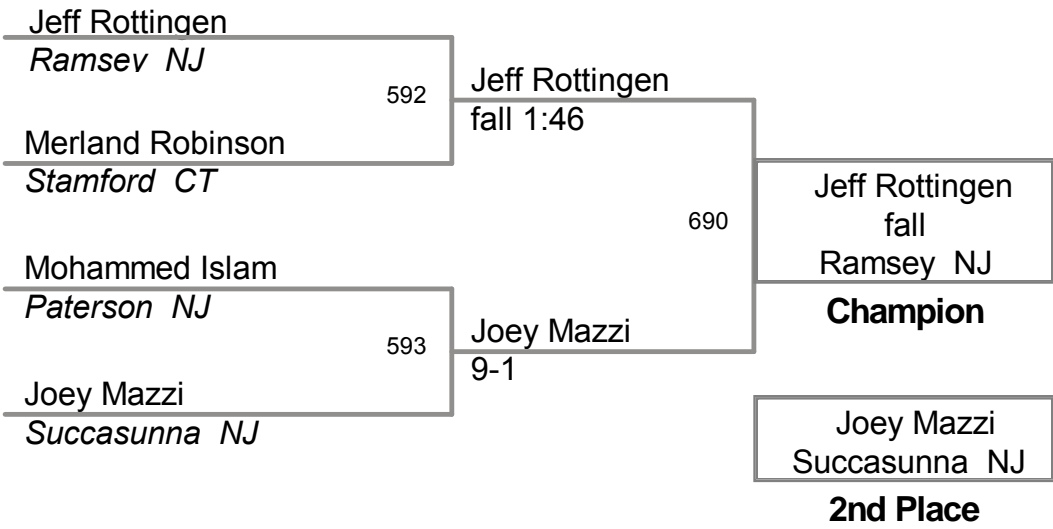 Jeff Rottingen
Ramsey NJ
592
Jeff Rottingen
fall 1:46
Merland Robinson
Stamford CT
690
Jeff Rottingen
fall
Ramsey NJ
Champion
Mohammed Islam
Paterson NJ
593
Joey Mazzi
9-1
Joey Mazzi
Succasunna NJ
Joey Mazzi
Succasunna NJ
2nd Place